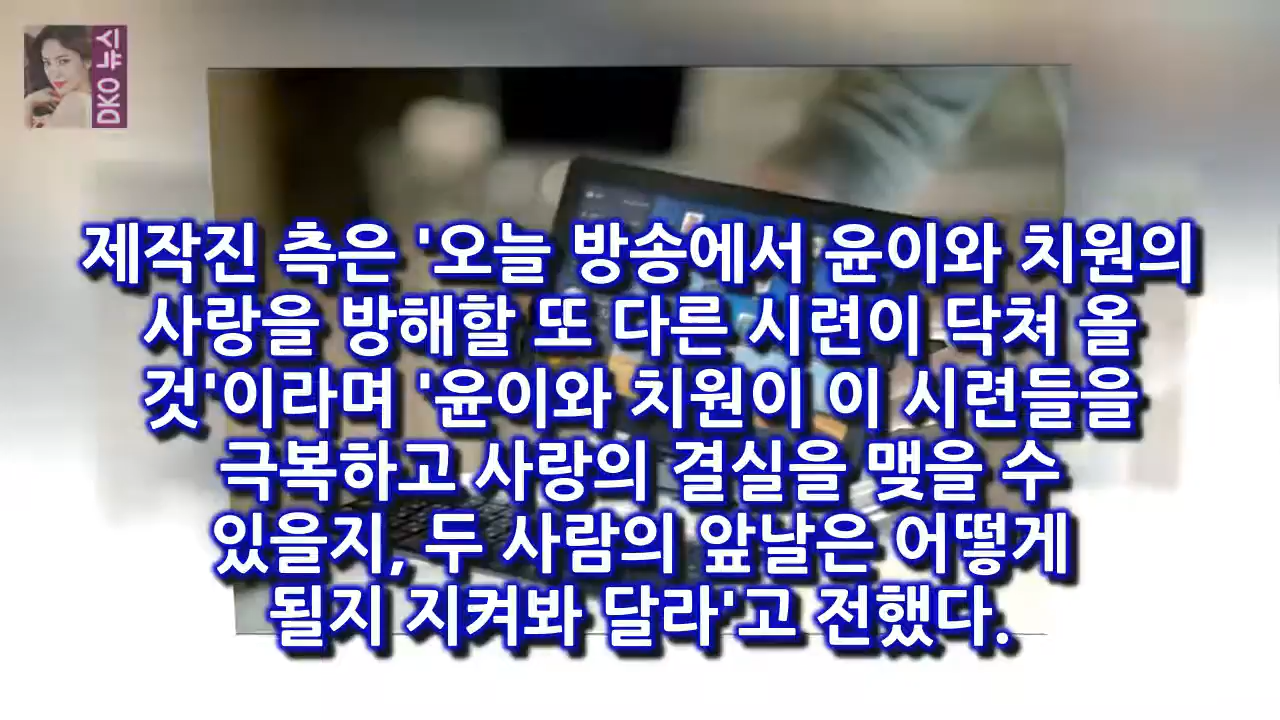 DKO 뉴스
제작진 측은 '오늘 방송에서 윤이와 치원의
사랑을 방해할 또 다른 시련이 닥쳐 올
것'이라며 '윤이와 치원이 이 시련들을
극복하고 사랑의 결실을 맺을 수
있을지, 두 사람의 앞날은 어떻게
될지 지켜봐 달라'고 전했다.